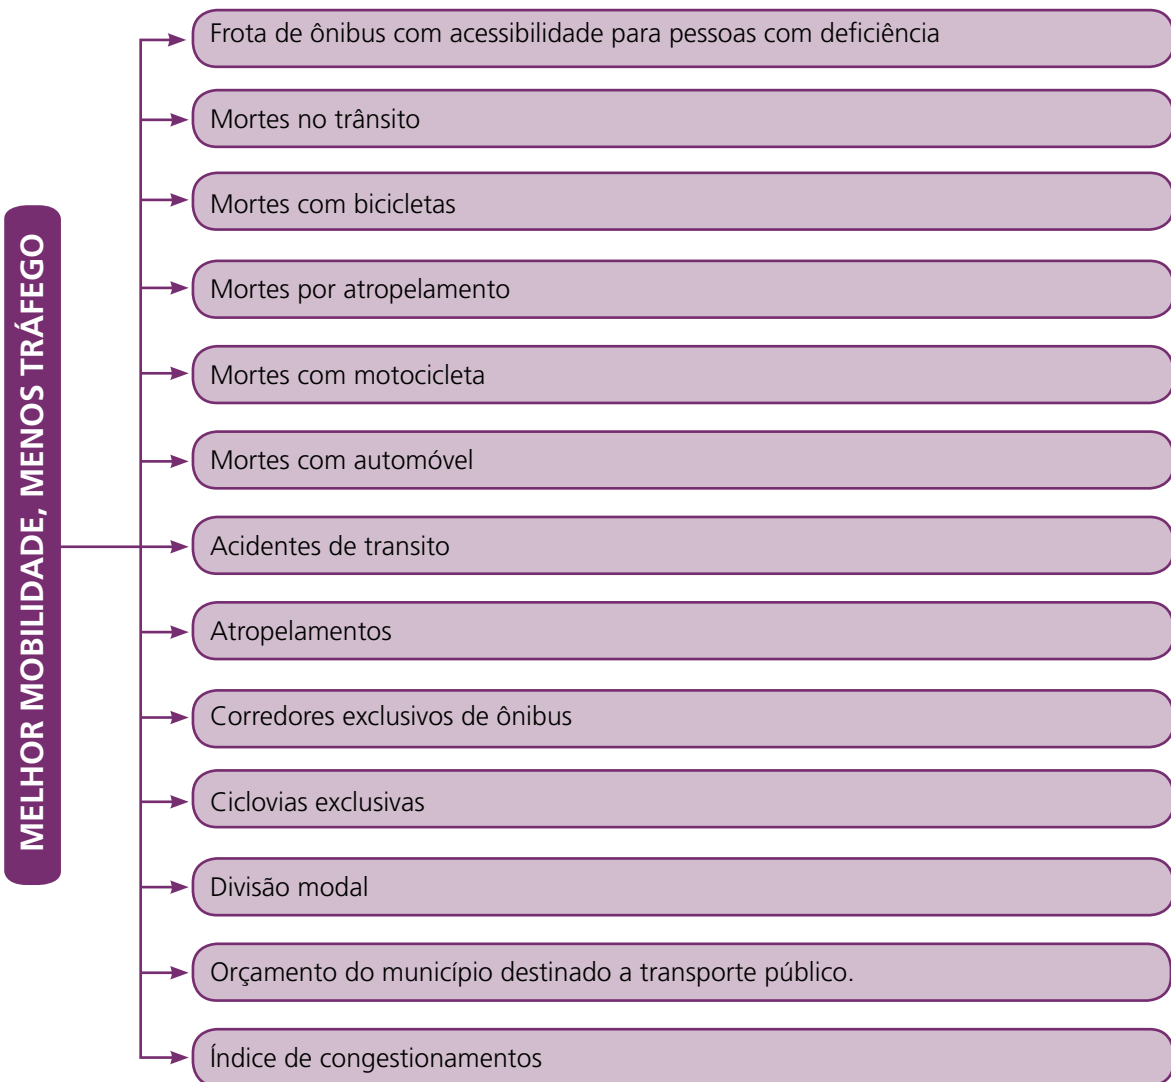 MELHOR MOBILIDADE, MENOS TRÁFEGO
Frota de ônibus com acessibilidade para pessoas com deficiência
Mortes no trânsito
Mortes com bicicletas
Mortes por atropelamento
Mortes com motocicleta
Mortes com automóvel
Acidentes de transito
Atropelamentos
Corredores exclusivos de ônibus
Ciclovias exclusivas
Divisão modal
Orçamento do município destinado a transporte público.
Índice de congestionamentos